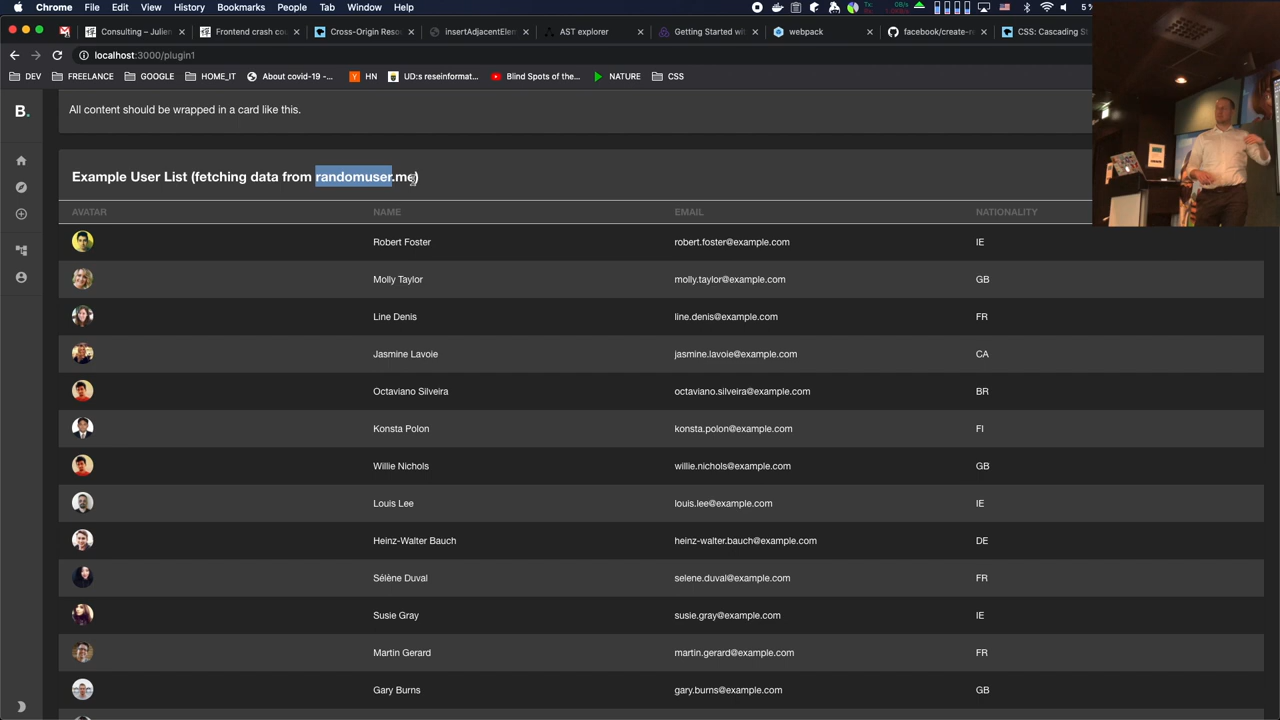 Chrome File Edit View History Bookmarks People Tab Window Help
Consulting – Julien
Frontend crash co
Cross-Origin Reso
insertAdjacentElem
AST explorer
Getting Started wi
webpack
facebook/create-r
CSS: Cascading St
localhost:3000/plugin1
DEV FREELANCE GOOGLE HOME_IT About covid-19 -... HN UD:s reseinformat... Blind Spots of the... NATURE CSS
B.
All content should be wrapped in a card like this.
Example User List (fetching data from randomuser.me)
AVATAR NAME EMAIL NATIONALITY
Robert Foster robert.foster@example.com IE
Molly Taylor molly.taylor@example.com GB
Line Denis line.denis@example.com FR
Jasmine Lavoie jasmine.lavoie@example.com CA
Octaviano Silveira octaviano.silveira@example.com BR
Konsta Polon konsta.polon@example.com FI
Willie Nichols willie.nichols@example.com GB
Louis Lee louis.lee@example.com IE
Heinz-Walter Bauch heinz-walter.bauch@example.com DE
Sélène Duval selene.duval@example.com FR
Susie Gray susie.gray@example.com IE
Martin Gerard martin.gerard@example.com FR
Gary Burns gary.burns@example.com GB